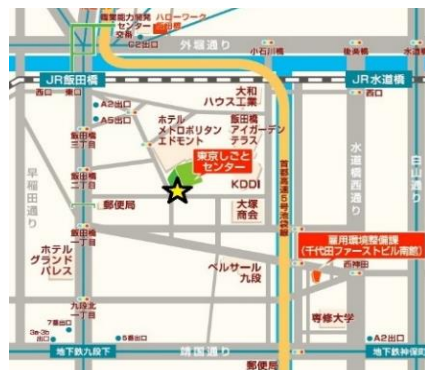 職業能力開発
センター
ハローワーク
飯田橋
交番
C2出口
外堀通り
小石川橋
後楽橋
水道橋
JR飯田橋
JR水道橋
西口
東口
西口
大和
ハウス工業
A2出口
A5出口
ホテル
メトロポリタン
エドモント
飯田橋
アイガーデン
テラス
飯田橋
三丁目
東京しごと
センター
首都高速5号池袋線
水道橋西通り
白山通り
早稲田通り
飯田橋
二丁目
KDDI
郵便局
大塚
商会
飯田橋
一丁目
雇用環境整備課
(千代田ファーストビル南館)
ホテル
グランド
パレス
ベルサール
九段
西神田
九段北
一丁目
専修大学
7番出口
3a-3b
出口
5番出口
A2出口
地下鉄九段下
靖国通り
地下鉄神保町
郵便局